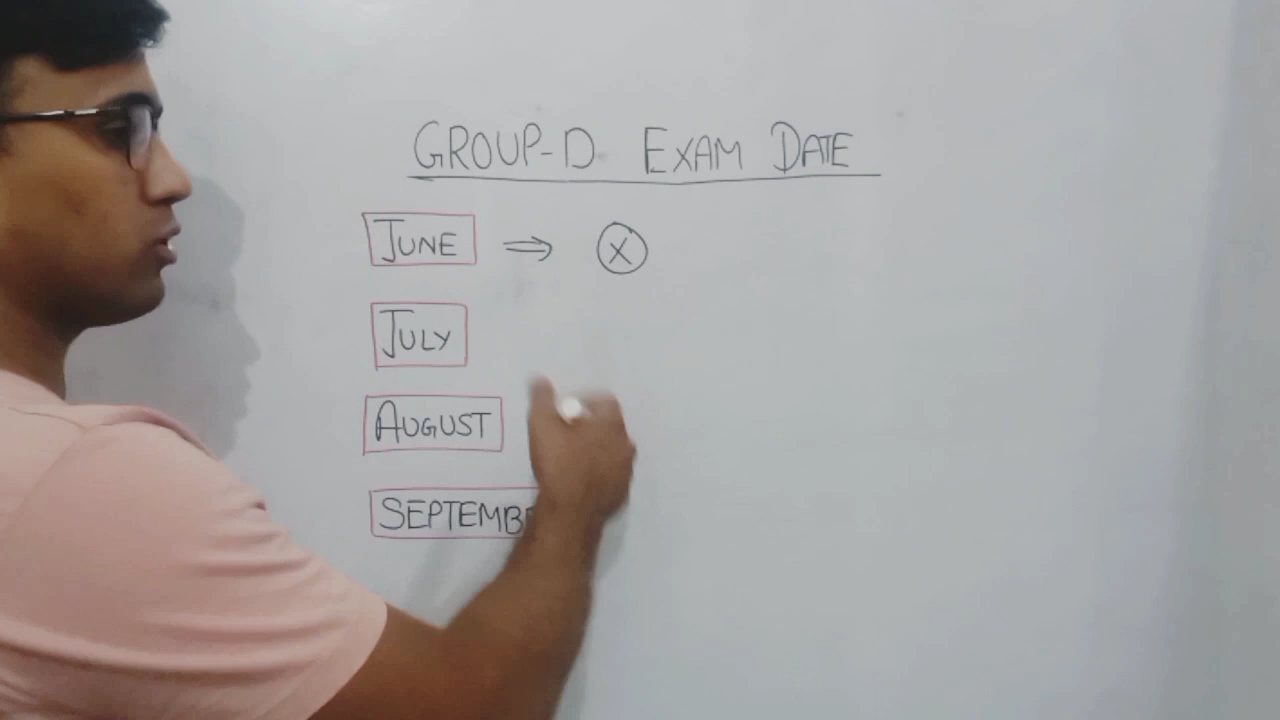 GROUP-D EXAM DATE
JUNE ⇒ ⓧ
JULY
AUGUST
SEPTEMBE